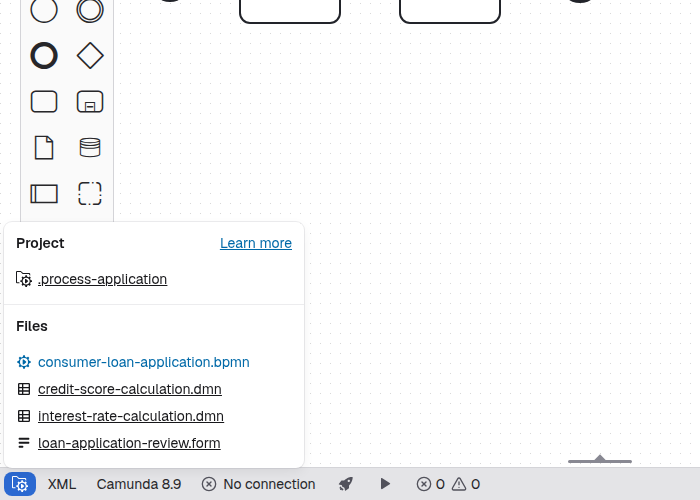 Project Learn more
.process-application
Files
consumer-loan-application.bpmn
credit-score-calculation.dmn
interest-rate-calculation.dmn
loan-application-review.form
XML Camunda 8.9 No connection 0 0